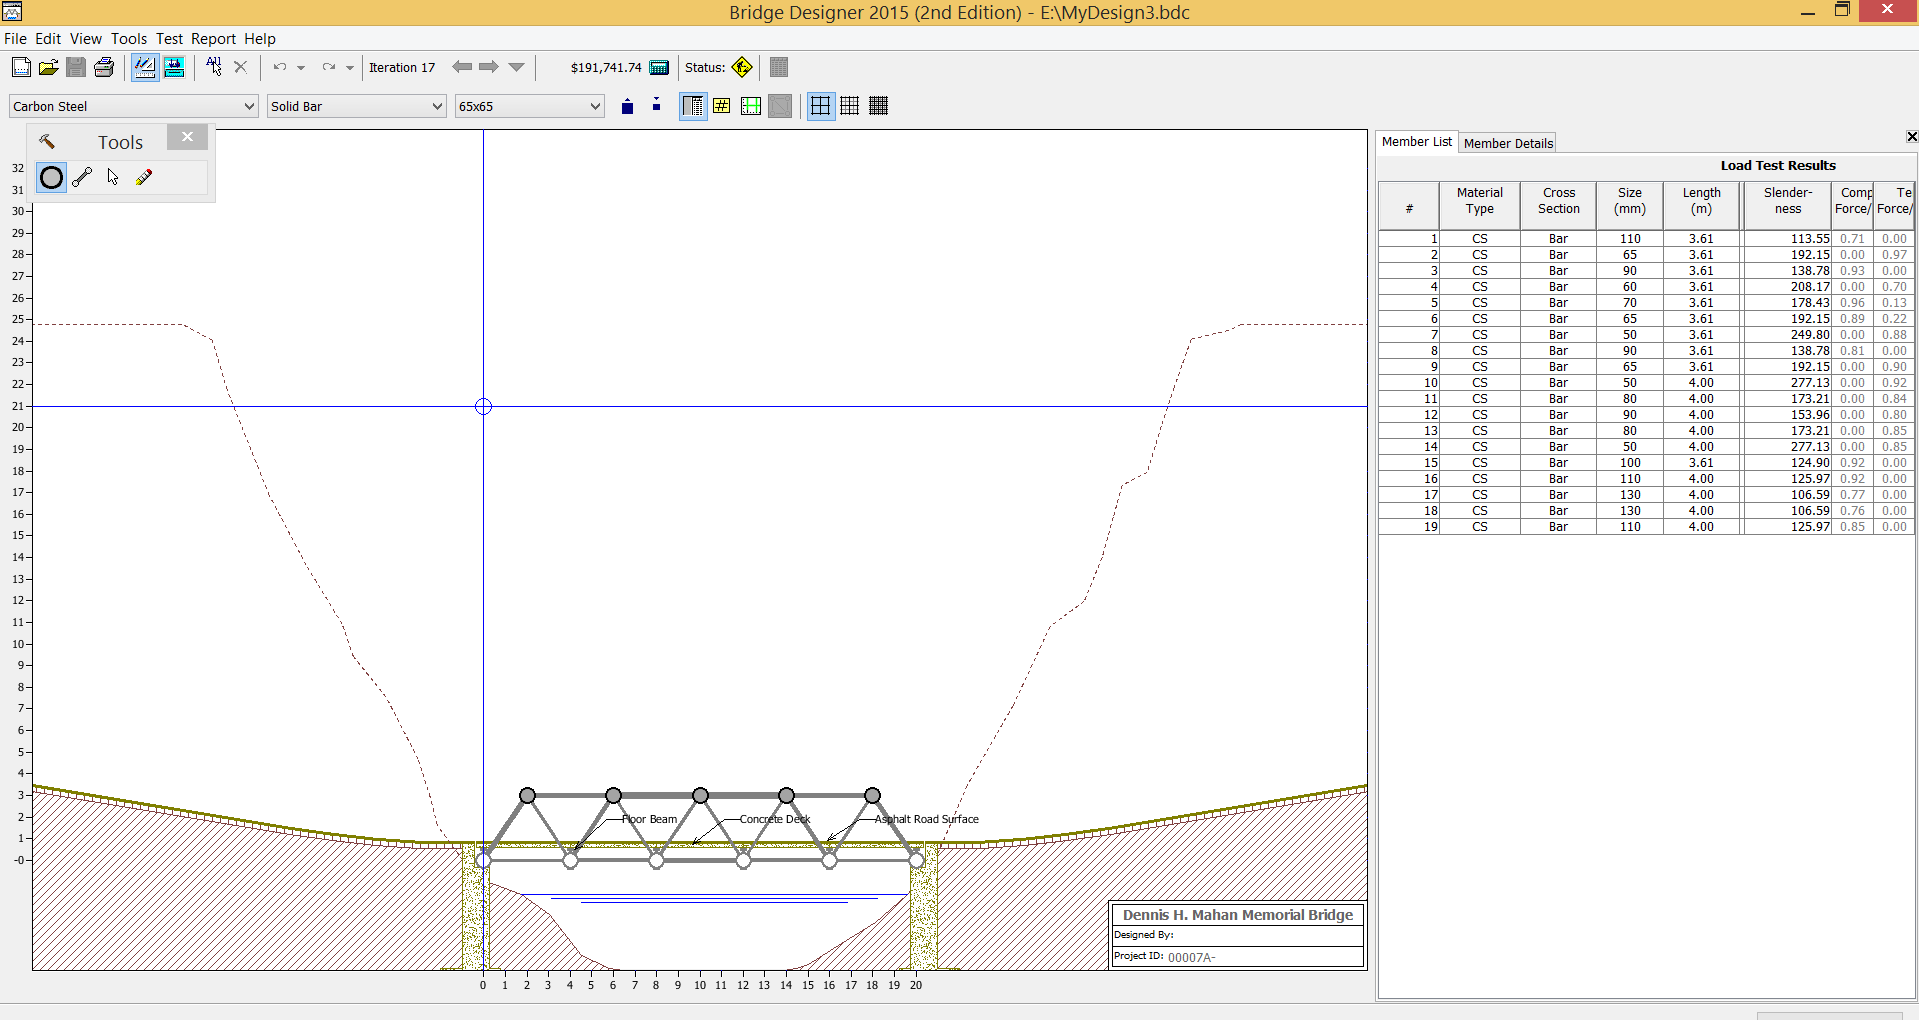 Bridge Designer 2015 (2nd Edition) - E:\MyDesign3.bdc
File Edit View Tools Test Report Help
Iteration 17 $191,741.74 Status:
Carbon Steel Solid Bar 65x65
Tools
Member List Member Details
Load Test Results
# Material Type Cross Section Size (mm) Length (m) Slender-ness Comp Force/ Te Force/
1 CS Bar 110 3.61 113.55 0.71 0.00
2 CS Bar 65 3.61 192.15 0.00 0.97
3 CS Bar 90 3.61 138.78 0.93 0.00
4 CS Bar 60 3.61 208.17 0.00 0.70
5 CS Bar 70 3.61 178.43 0.96 0.13
6 CS Bar 65 3.61 192.15 0.89 0.22
7 CS Bar 50 3.61 249.80 0.00 0.88
8 CS Bar 90 3.61 138.78 0.81 0.00
9 CS Bar 65 3.61 192.15 0.00 0.90
10 CS Bar 50 4.00 277.13 0.00 0.92
11 CS Bar 80 4.00 173.21 0.00 0.84
12 CS Bar 90 4.00 153.96 0.00 0.80
13 CS Bar 80 4.00 173.21 0.00 0.85
14 CS Bar 50 4.00 277.13 0.00 0.85
15 CS Bar 100 3.61 124.90 0.92 0.00
16 CS Bar 110 4.00 125.97 0.92 0.00
17 CS Bar 130 4.00 106.59 0.77 0.00
18 CS Bar 130 4.00 106.59 0.76 0.00
19 CS Bar 110 4.00 125.97 0.85 0.00
32
31
30
29
28
27
26
25
24
23
22
21
20
19
18
17
16
15
14
13
12
11
10
9
8
7
6
5
4
3
2
1
-0
Floor Beam Concrete Deck Asphalt Road Surface
Dennis H. Mahan Memorial Bridge
Designed By:
Project ID: 00007A-
0 1 2 3 4 5 6 7 8 9 10 11 12 13 14 15 16 17 18 19 20